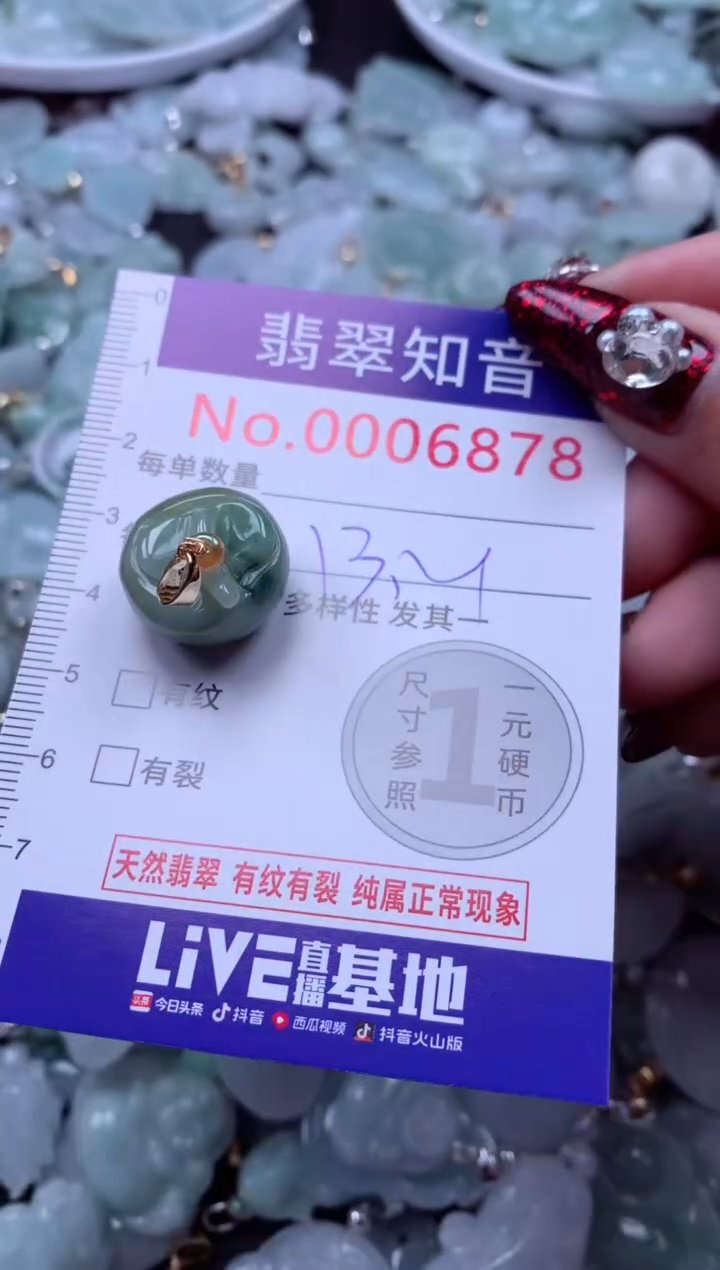 0
1
2
3
4
5
6
7
翡翠知音
No.0006878
每单数量
多样性 发其一
有纹
有裂
尺寸参照
1
一元硬币
天然翡翠 有纹有裂 纯属正常现象
LiVE直播基地
头条 今日头条 抖音 西瓜视频 抖音火山版